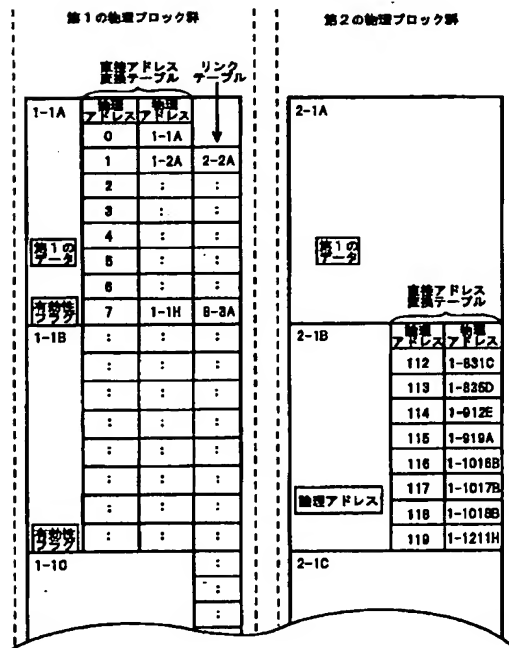 第1の物理ブロック群
直接アドレス
変換テーブル
リンク
テーブル
1-1A
論理
アドレス
物理
アドレス
0 1-1A
1 1-2A 2-2A
2 : :
3 : :
4 : :
5 : :
6 : :
7 1-1H 8-3A
第1の
データ
有効性
フラグ
1-1B
: : :
: : :
: : :
: : :
: : :
: : :
: : :
: : :
有効性
フラグ
1-1C
:
:
:
第2の物理ブロック群
2-1A
第1の
データ
直接アドレス
変換テーブル
2-1B
論理
アドレス
物理
アドレス
112 1-831C
113 1-835D
114 1-912E
115 1-919A
116 1-1016B
117 1-1017B
118 1-1018B
119 1-1211H
論理アドレス
2-1C